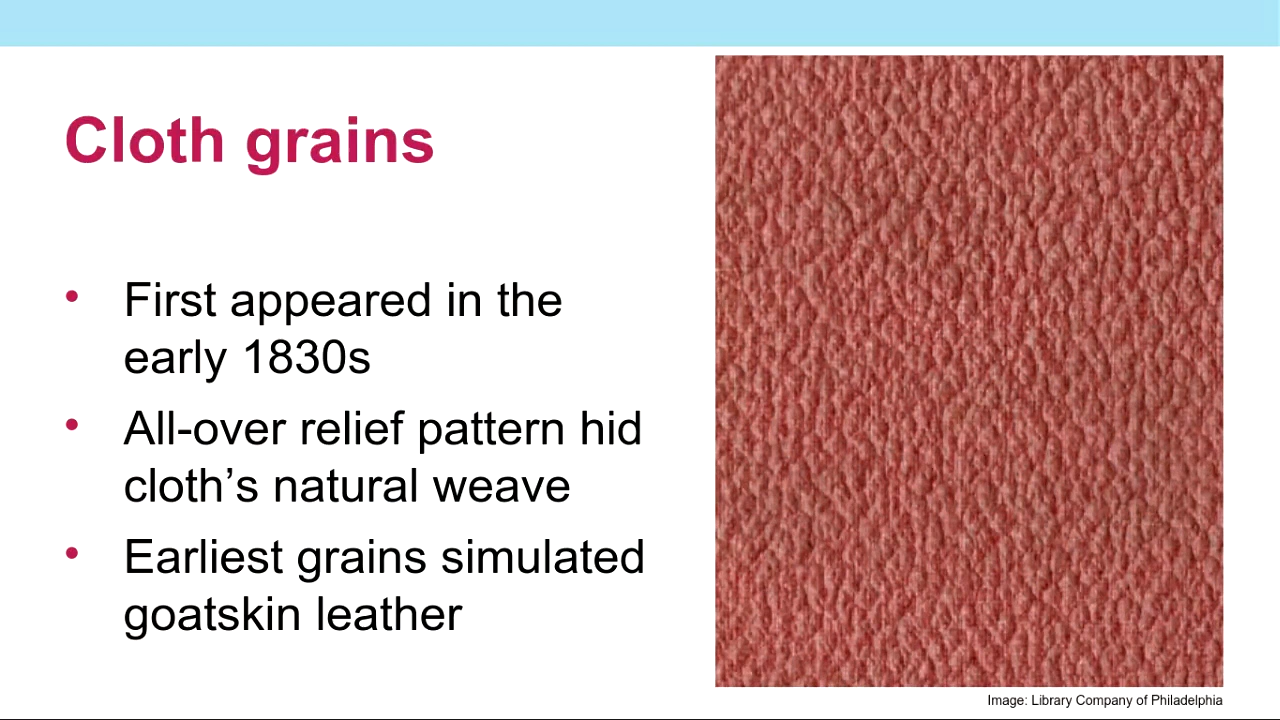 Cloth grains
• First appeared in the
early 1830s
• All-over relief pattern hid
cloth’s natural weave
• Earliest grains simulated
goatskin leather
Image: Library Company of Philadelphia